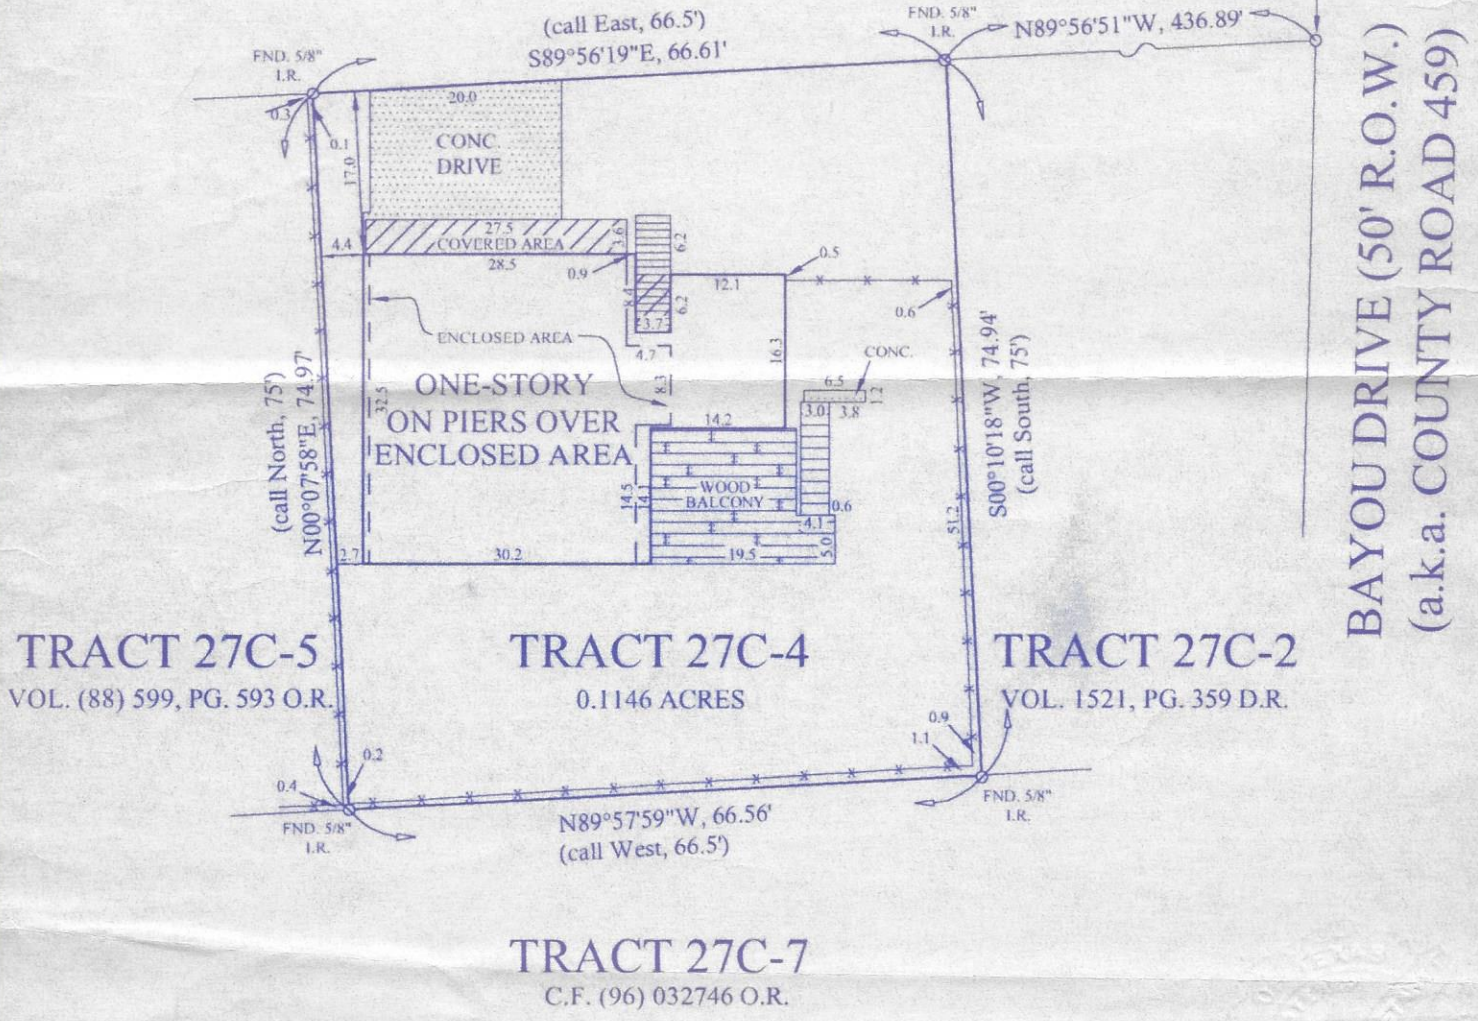 (call East, 66.5')
S89°56'19"E, 66.61'
FND. 5/8"
I.R.
N89°56'51"W, 436.89'
FND. 5/8"
I.R.
BAYOU DRIVE (50' R.O.W.)
(a.k.a. COUNTY ROAD 459)
0.3
0.1
17.0
20.0
CONC.
DRIVE
27.5
COVERED AREA
3.6
6.2
4.4
28.5
0.9
8.4
6.2
3.7
12.1
0.5
0.6
ENCLOSED AREA
4.7
8.3
16.3
CONC.
6.5
1.2
3.0
3.8
ONE-STORY
ON PIERS OVER
ENCLOSED AREA
32.5
14.2
(call North, 75')
N00°07'58"E, 74.97'
S00°10'18"W, 74.94'
(call South, 75')
WOOD
BALCONY
14.5
14.1
0.6
4.1
5.0
51.2
2.7
30.2
19.5
TRACT 27C-5
VOL. (88) 599, PG. 593 O.R.
TRACT 27C-4
0.1146 ACRES
TRACT 27C-2
VOL. 1521, PG. 359 D.R.
0.9
1.1
0.2
0.4
FND. 5/8"
I.R.
N89°57'59"W, 66.56'
(call West, 66.5')
FND. 5/8"
I.R.
TRACT 27C-7
C.F. (96) 032746 O.R.